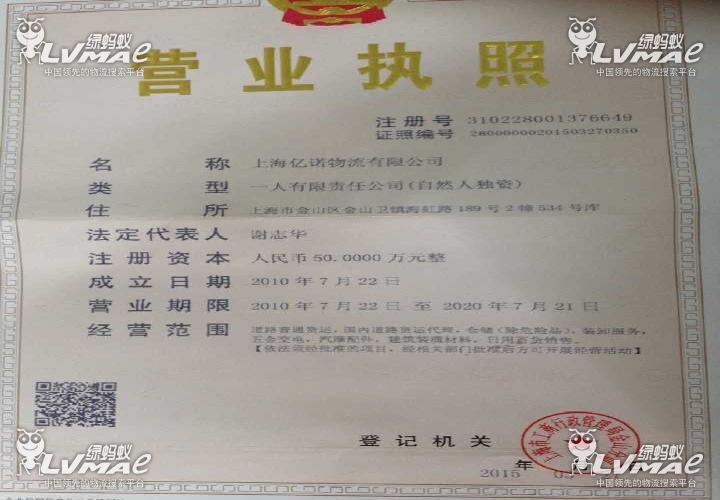 绿蚂蚁 绿蚂蚁
LVMAe LVMAe
中国领先的物流搜索平台 中国领先的物流搜索平台
营业执照
注册号 310228001376649
证照编号 28000000201503270350
名称 上海亿诺物流有限公司
类型 一人有限责任公司(自然人独资)
住所 上海市金山区金山卫镇海虹路189号2幢534号库
法定代表人 谢志华
注册资本 人民币50.0000万元整
成立日期 2010年7月22日
营业期限 2010年7月22日至2020年7月21日
经营范围 道路普通货运,国内道路货运代理,仓储(除危险品),装卸服务,
五金交电,汽摩配件,建筑装潢材料,日用百货销售。
【依法须经批准的项目,经相关部门批准后方可开展经营活动】
登记机关
2015 年
绿蚂蚁 绿蚂蚁
LVMAe LVMAe
中国领先的物流搜索平台 中国领先的物流搜索平台